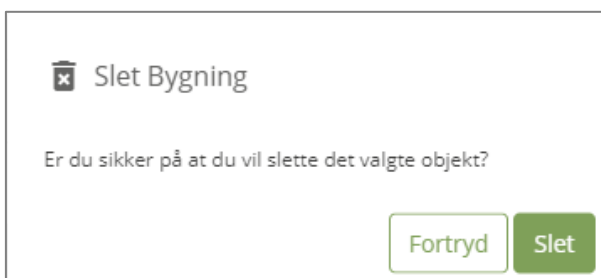 Slet Bygning
Er du sikker på at du vil slette det valgte objekt?
Fortryd Slet